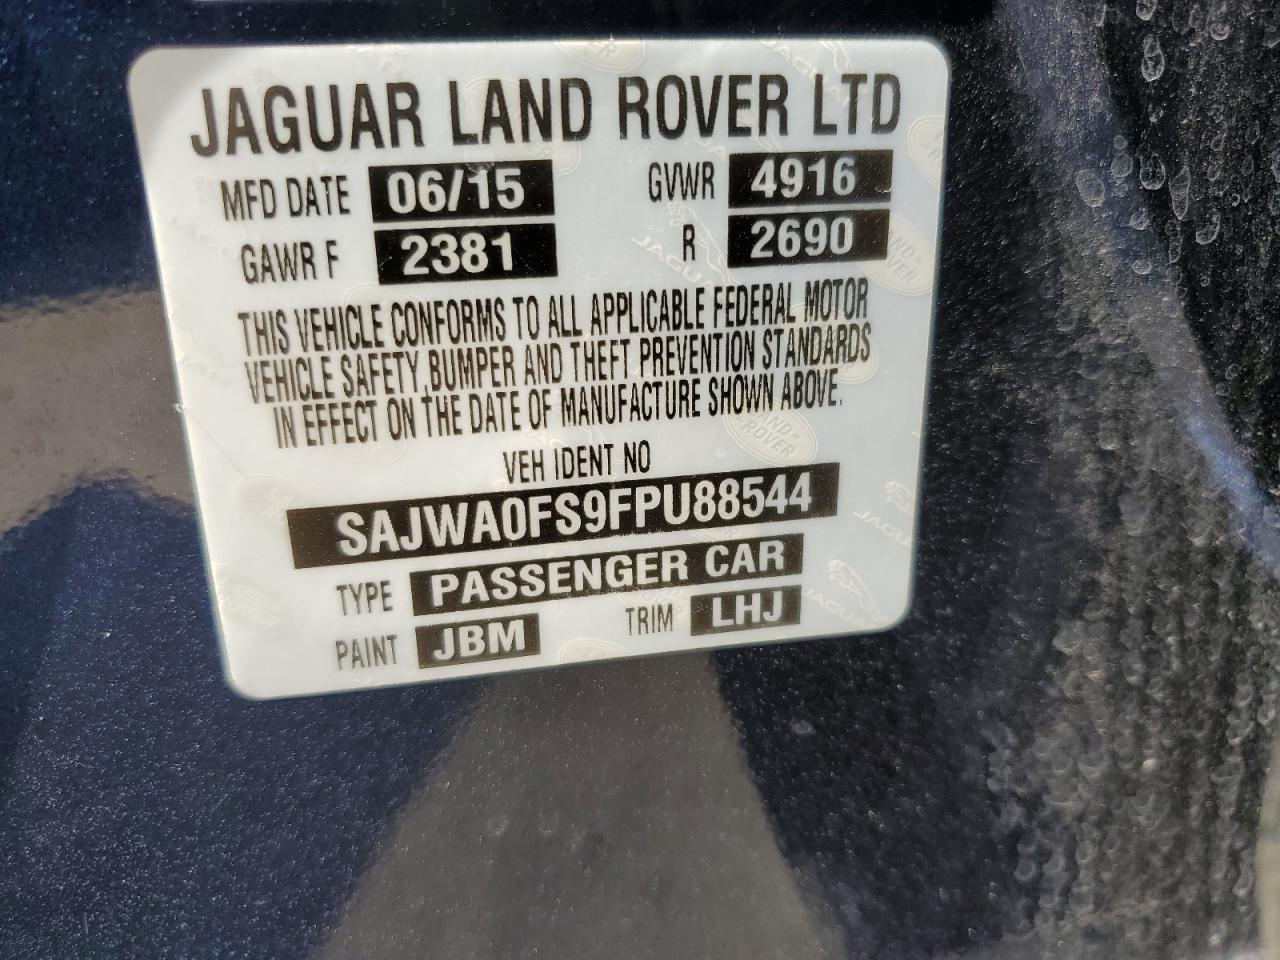 JAGUAR LAND ROVER LTD
MFD DATE 06/15 GVWR 4916
GAWR F 2381 R 2690
THIS VEHICLE CONFORMS TO ALL APPLICABLE FEDERAL MOTOR
VEHICLE SAFETY, BUMPER AND THEFT PREVENTION STANDARDS
IN EFFECT ON THE DATE OF MANUFACTURE SHOWN ABOVE.
VEH IDENT NO
SAJWA0FS9FPU88544
TYPE PASSENGER CAR
PAINT JBM TRIM LHJ